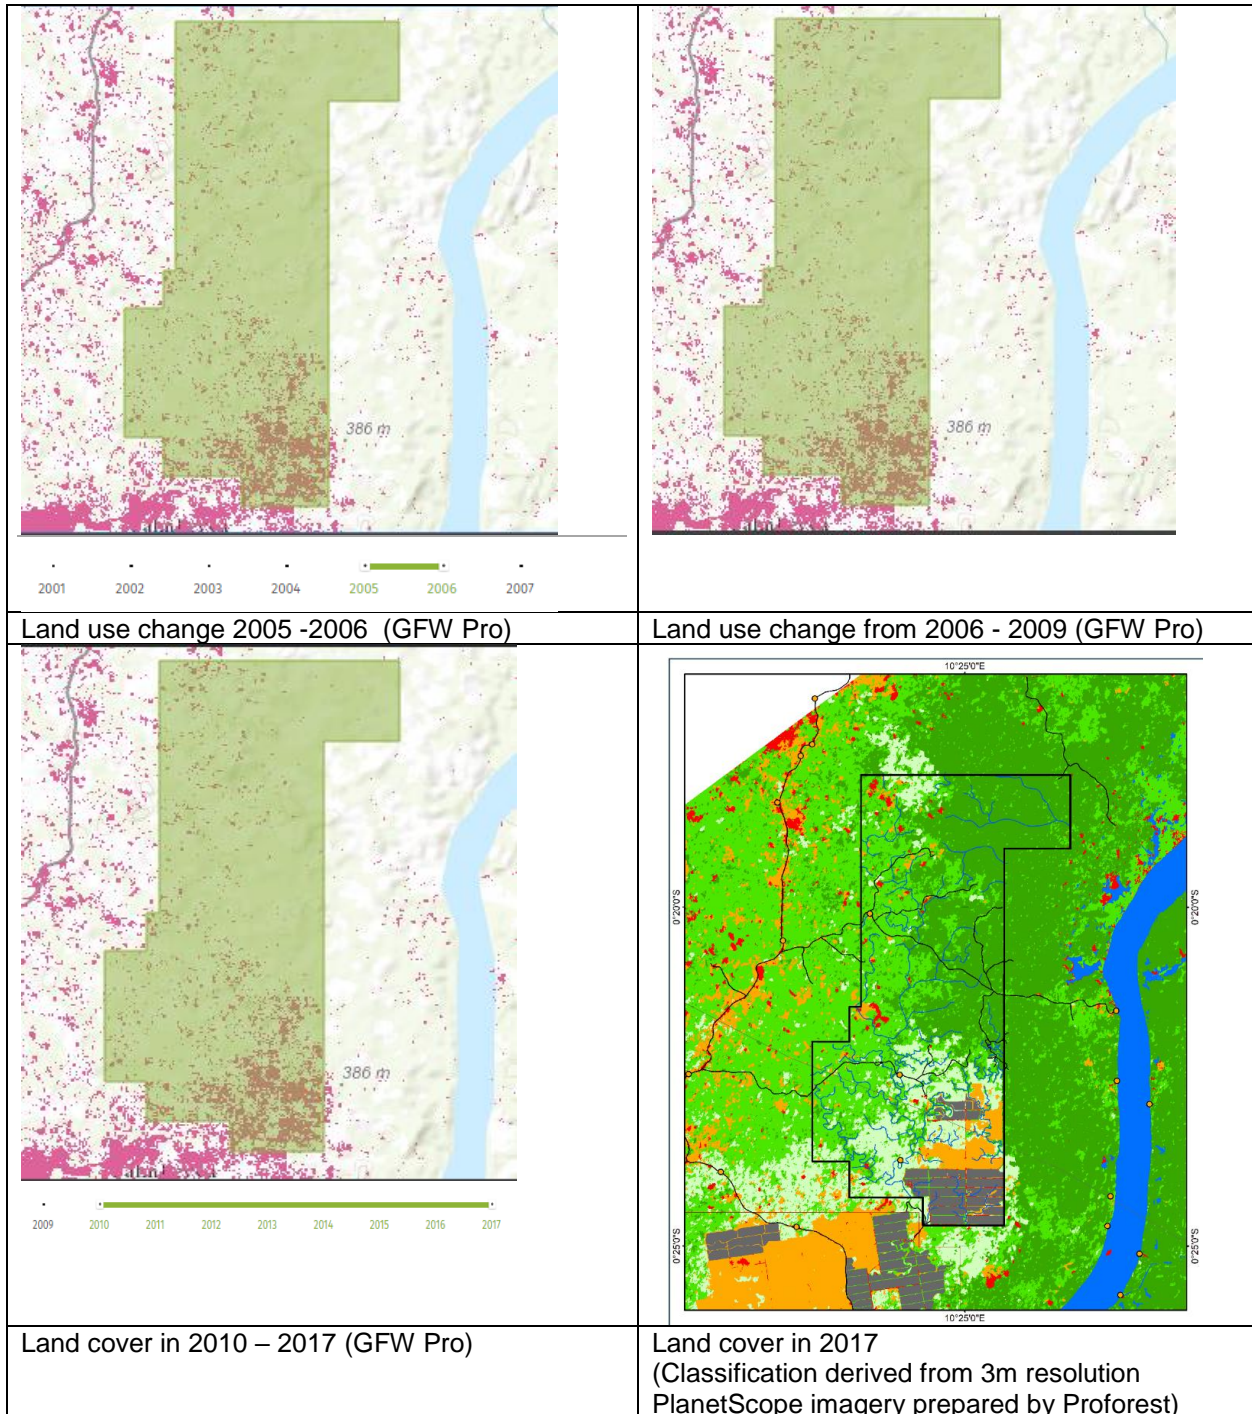 386 m
386 m
2001 2002 2003 2004 2005 2006 2007
Land use change 2005 -2006 (GFW Pro)
Land use change from 2006 - 2009 (GFW Pro)
386 m
2009 2010 2011 2012 2013 2014 2015 2016 2017
10°25'0"E
0°20'0"S
0°20'0"S
0°25'0"S
0°25'0"S
10°25'0"E
Land cover in 2010 – 2017 (GFW Pro)
Land cover in 2017
(Classification derived from 3m resolution
PlanetScope imagery prepared by Proforest)